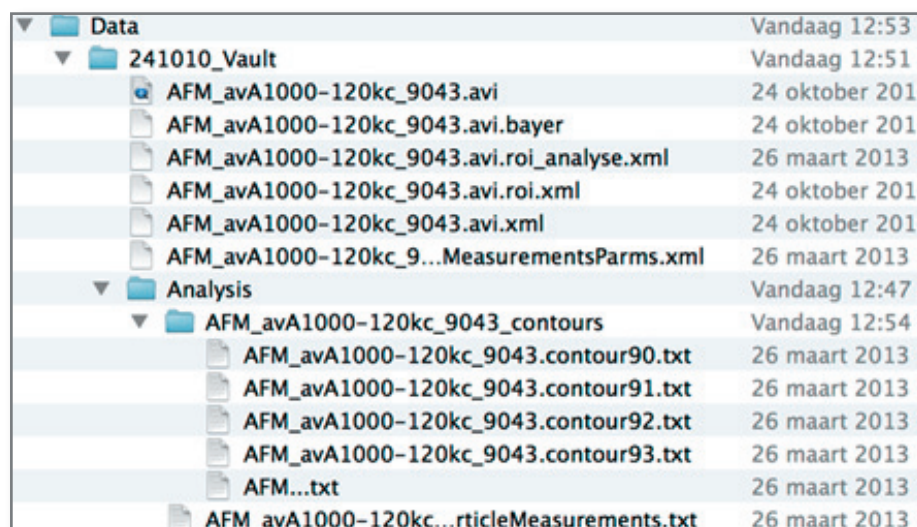 Data Vandaag 12:53
241010_Vault Vandaag 12:51
AFM_avA1000-120kc_9043.avi 24 oktober 201
AFM_avA1000-120kc_9043.avi.bayer 24 oktober 201
AFM_avA1000-120kc_9043.avi.roi_analyse.xml 26 maart 2013
AFM_avA1000-120kc_9043.avi.roi.xml 24 oktober 201
AFM_avA1000-120kc_9043.avi.xml 24 oktober 201
AFM_avA1000-120kc_9...MeasurementsParms.xml 26 maart 2013
Analysis Vandaag 12:47
AFM_avA1000-120kc_9043_contours Vandaag 12:54
AFM_avA1000-120kc_9043.contour90.txt 26 maart 2013
AFM_avA1000-120kc_9043.contour91.txt 26 maart 2013
AFM_avA1000-120kc_9043.contour92.txt 26 maart 2013
AFM_avA1000-120kc_9043.contour93.txt 26 maart 2013
AFM...txt 26 maart 2013
AFM_avA1000-120kc...rticleMeasurements.txt 26 maart 2013